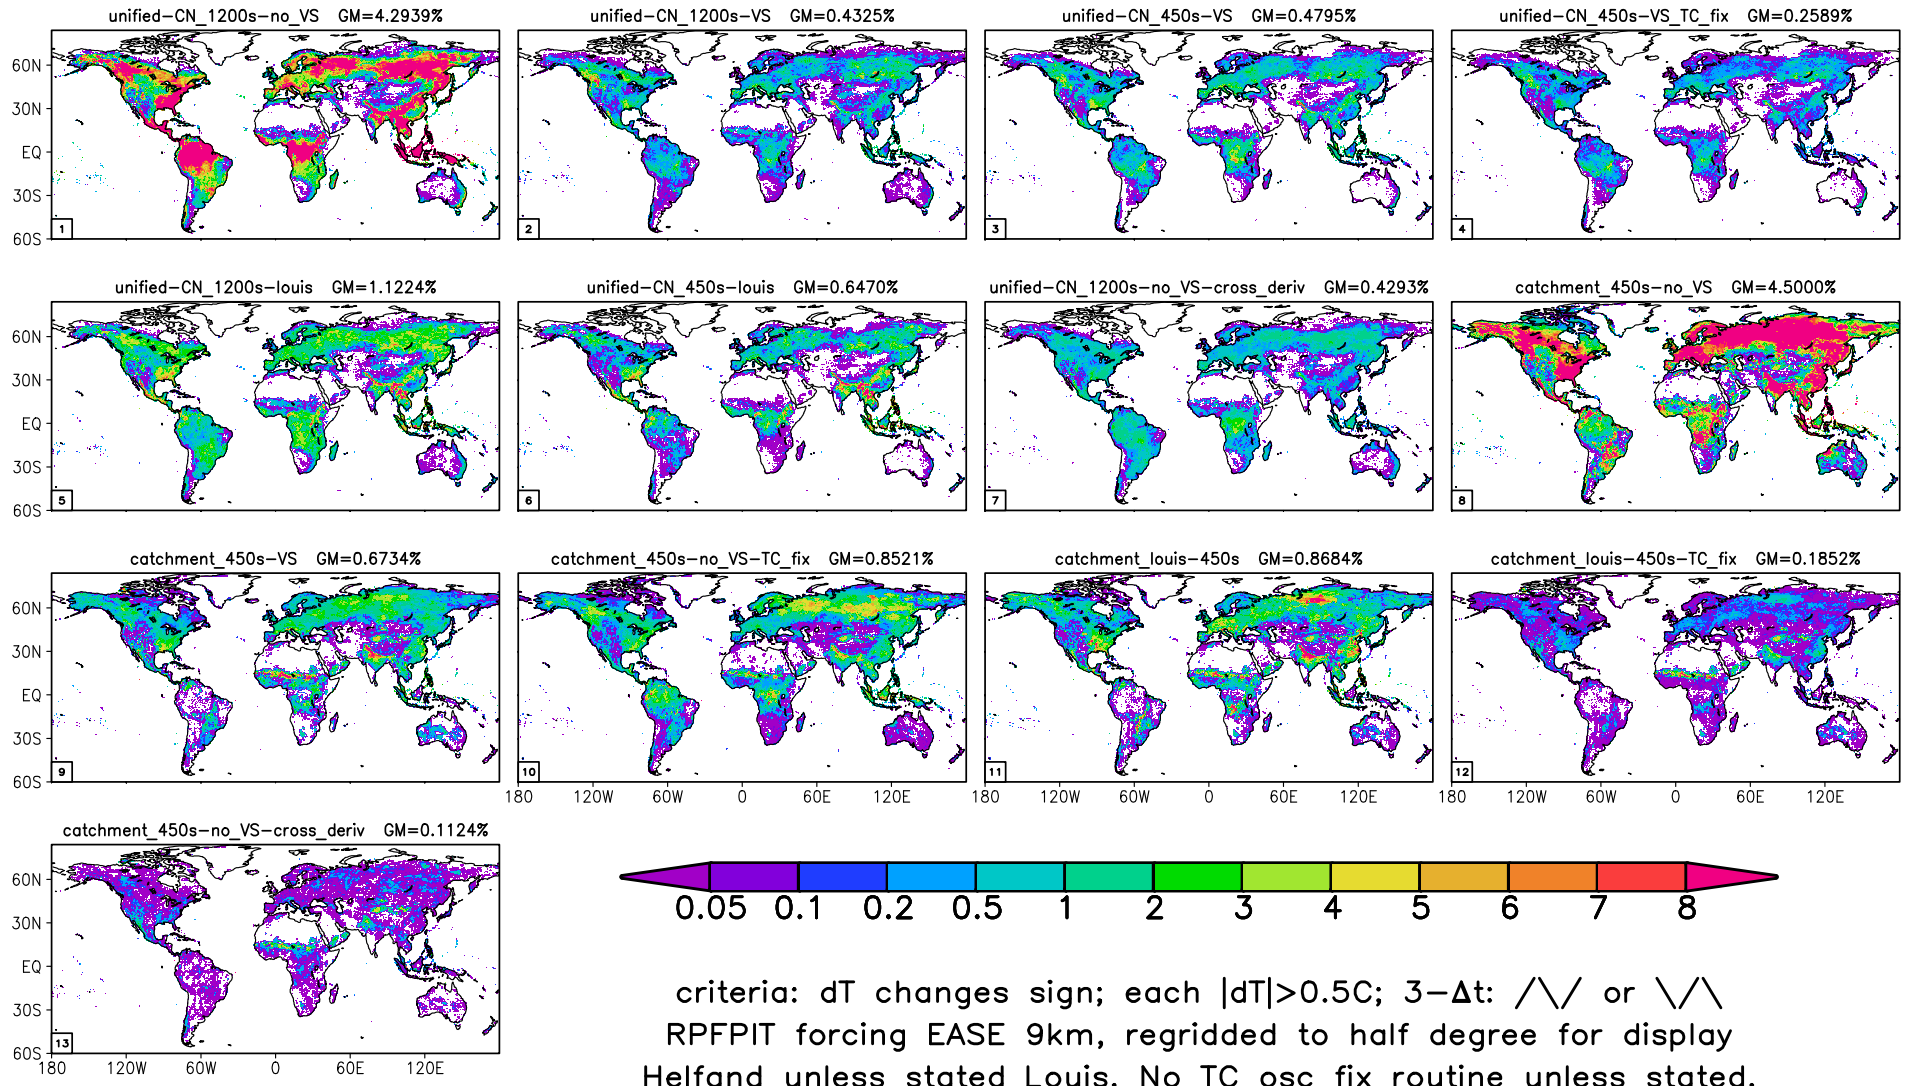 unified-CN_1200s-no_VS GM=4.2939%
unified-CN_1200s-VS GM=0.4325%
unified-CN_450s-VS GM=0.4795%
unified-CN_450s-VS_TC_fix GM=0.2589%
60N
30N
EQ
30S
60S
1
2
3
4
unified-CN_1200s-louis GM=1.1224%
unified-CN_450s-louis GM=0.6470%
unified-CN_1200s-no_VS-cross_deriv GM=0.4293%
catchment_450s-no_VS GM=4.5000%
60N
30N
EQ
30S
60S
5
6
7
8
catchment_450s-VS GM=0.6734%
catchment_450s-no_VS-TC_fix GM=0.8521%
catchment_louis-450s GM=0.8684%
catchment_louis-450s-TC_fix GM=0.1852%
60N
30N
EQ
30S
60S
9
10
11
12
180 120W 60W 0 60E 120E
180 120W 60W 0 60E 120E
120W 60W 0 60E 120E
catchment_450s-no_VS-cross_deriv GM=0.1124%
60N
30N
EQ
30S
60S
13
180 120W 60W 0 60E 120E
0.05 0.1 0.2 0.5 1 2 3 4 5 6 7 8
criteria: dT changes sign; each |dT|>0.5C; 3-Δt: /\/ or \/\
RPFPIT forcing EASE 9km, regridded to half degree for display
Helfand unless stated Louis. No TC osc fix routine unless stated.